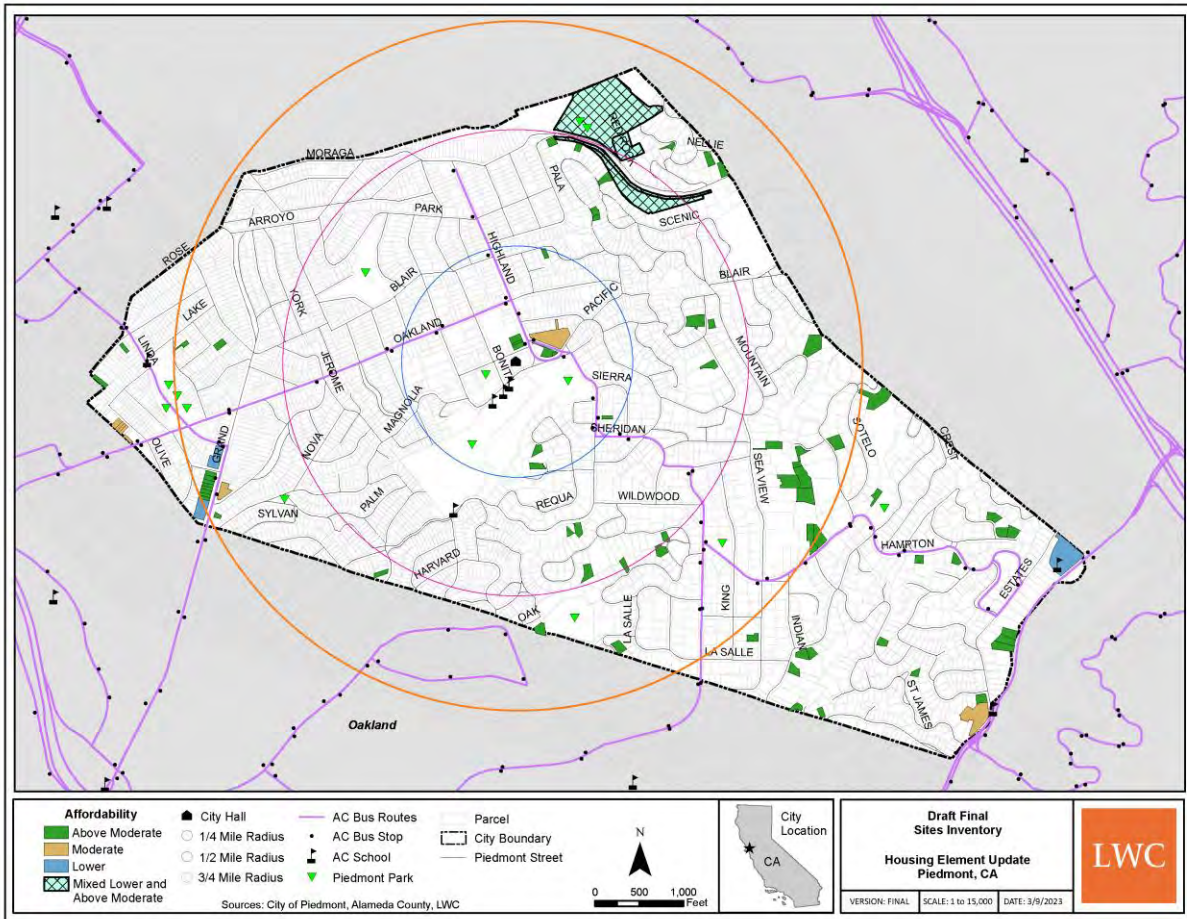 MORAGA
NELLIE
PALA
PARK
ARROYO
SCENIC
HIGHLAND
ROSE
BLAIR
BLAIR
YORK
PACIFIC
LAKE
OAKLAND
LINDA
BONITA
MOUNTAIN
JEROME
SIERRA
MAGNOLIA
SHERIDAN
SOTELO
CREST
OLIVE
GRAND
NOVA
SEA VIEW
WILDWOOD
REQUA
PALM
SYLVAN
HAMPTON
HARVARD
ESTATES
KING
OAK
LA SALLE
INDIAN
LA SALLE
ST JAMES
Oakland
Affordability
Above Moderate
Moderate
Lower
Mixed Lower and
Above Moderate
City Hall
1/4 Mile Radius
1/2 Mile Radius
3/4 Mile Radius
AC Bus Routes
AC Bus Stop
AC School
Piedmont Park
Parcel
City Boundary
Piedmont Street
Sources: City of Piedmont, Alameda County, LWC
N
0 500 1,000
Feet
City
Location
CA
Draft Final
Sites Inventory
Housing Element Update
Piedmont, CA
VERSION: FINAL
SCALE: 1 to 15,000
DATE: 3/9/2023
LWC